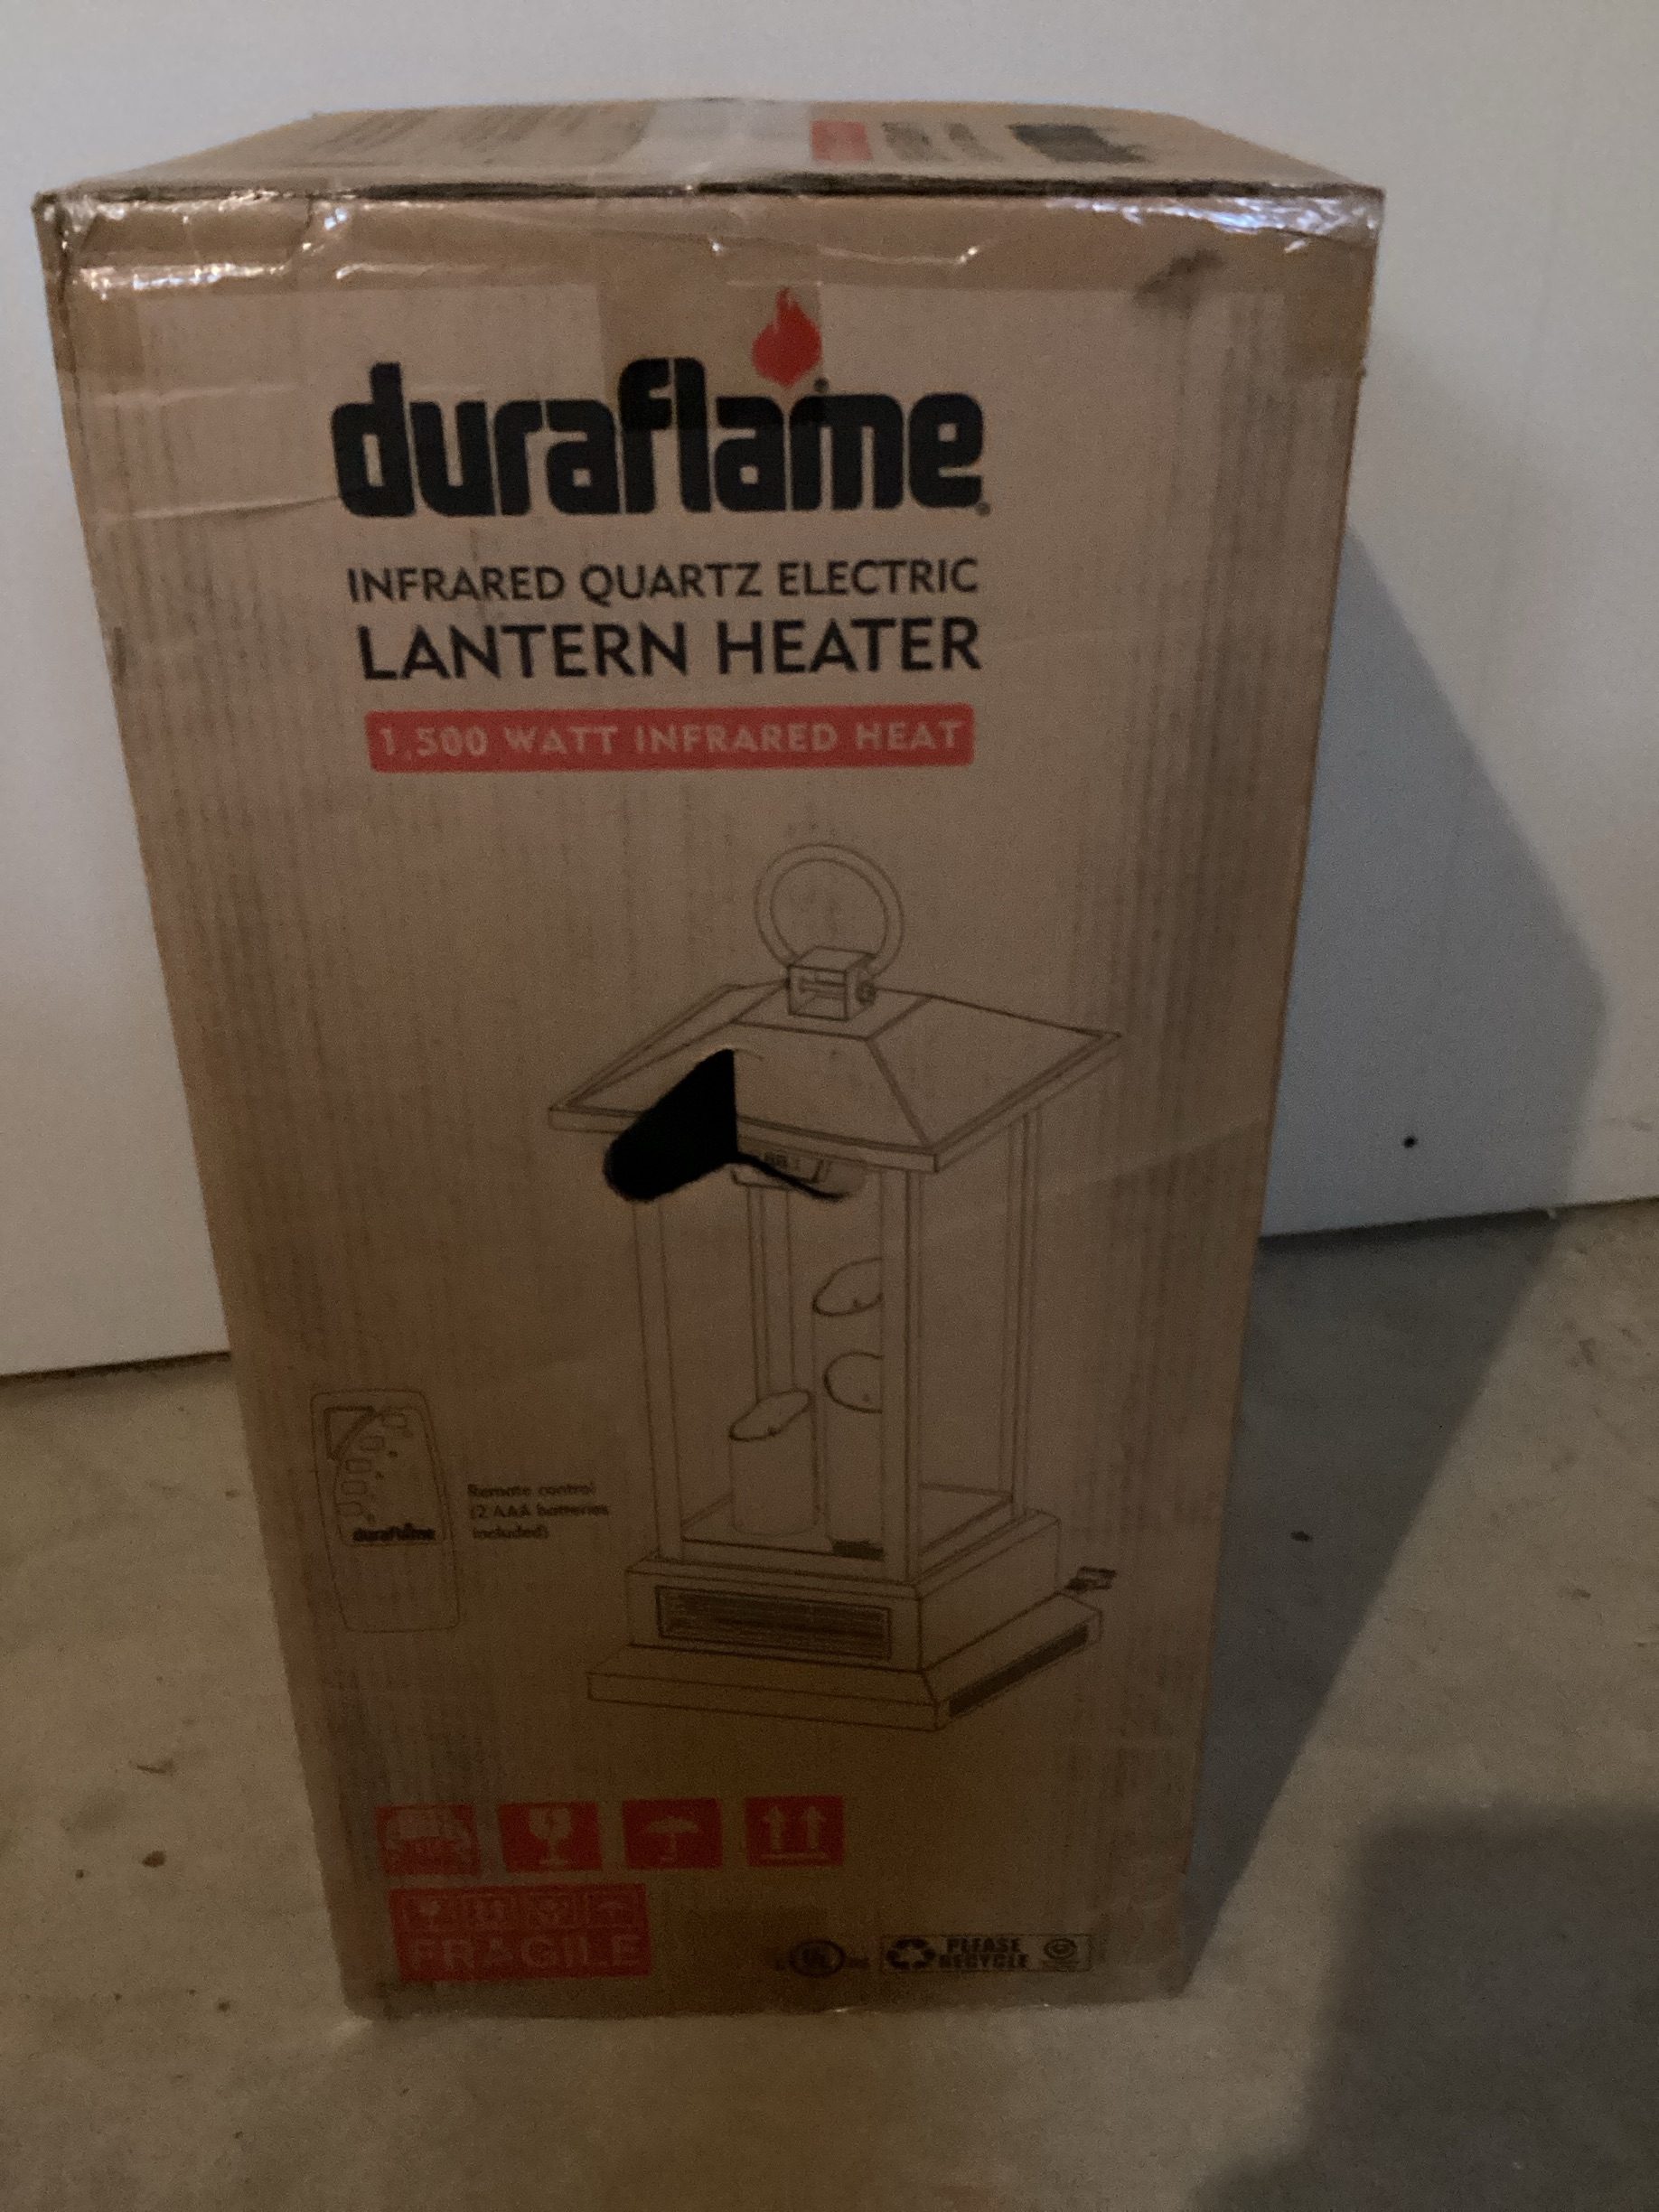 duraflame
INFRARED QUARTZ ELECTRIC
LANTERN HEATER
1,500 WATT INFRARED HEAT
Remote control
(2 AAA batteries
included)
duraflame
FRAGILE
UL
PLEASE
RECYCLE